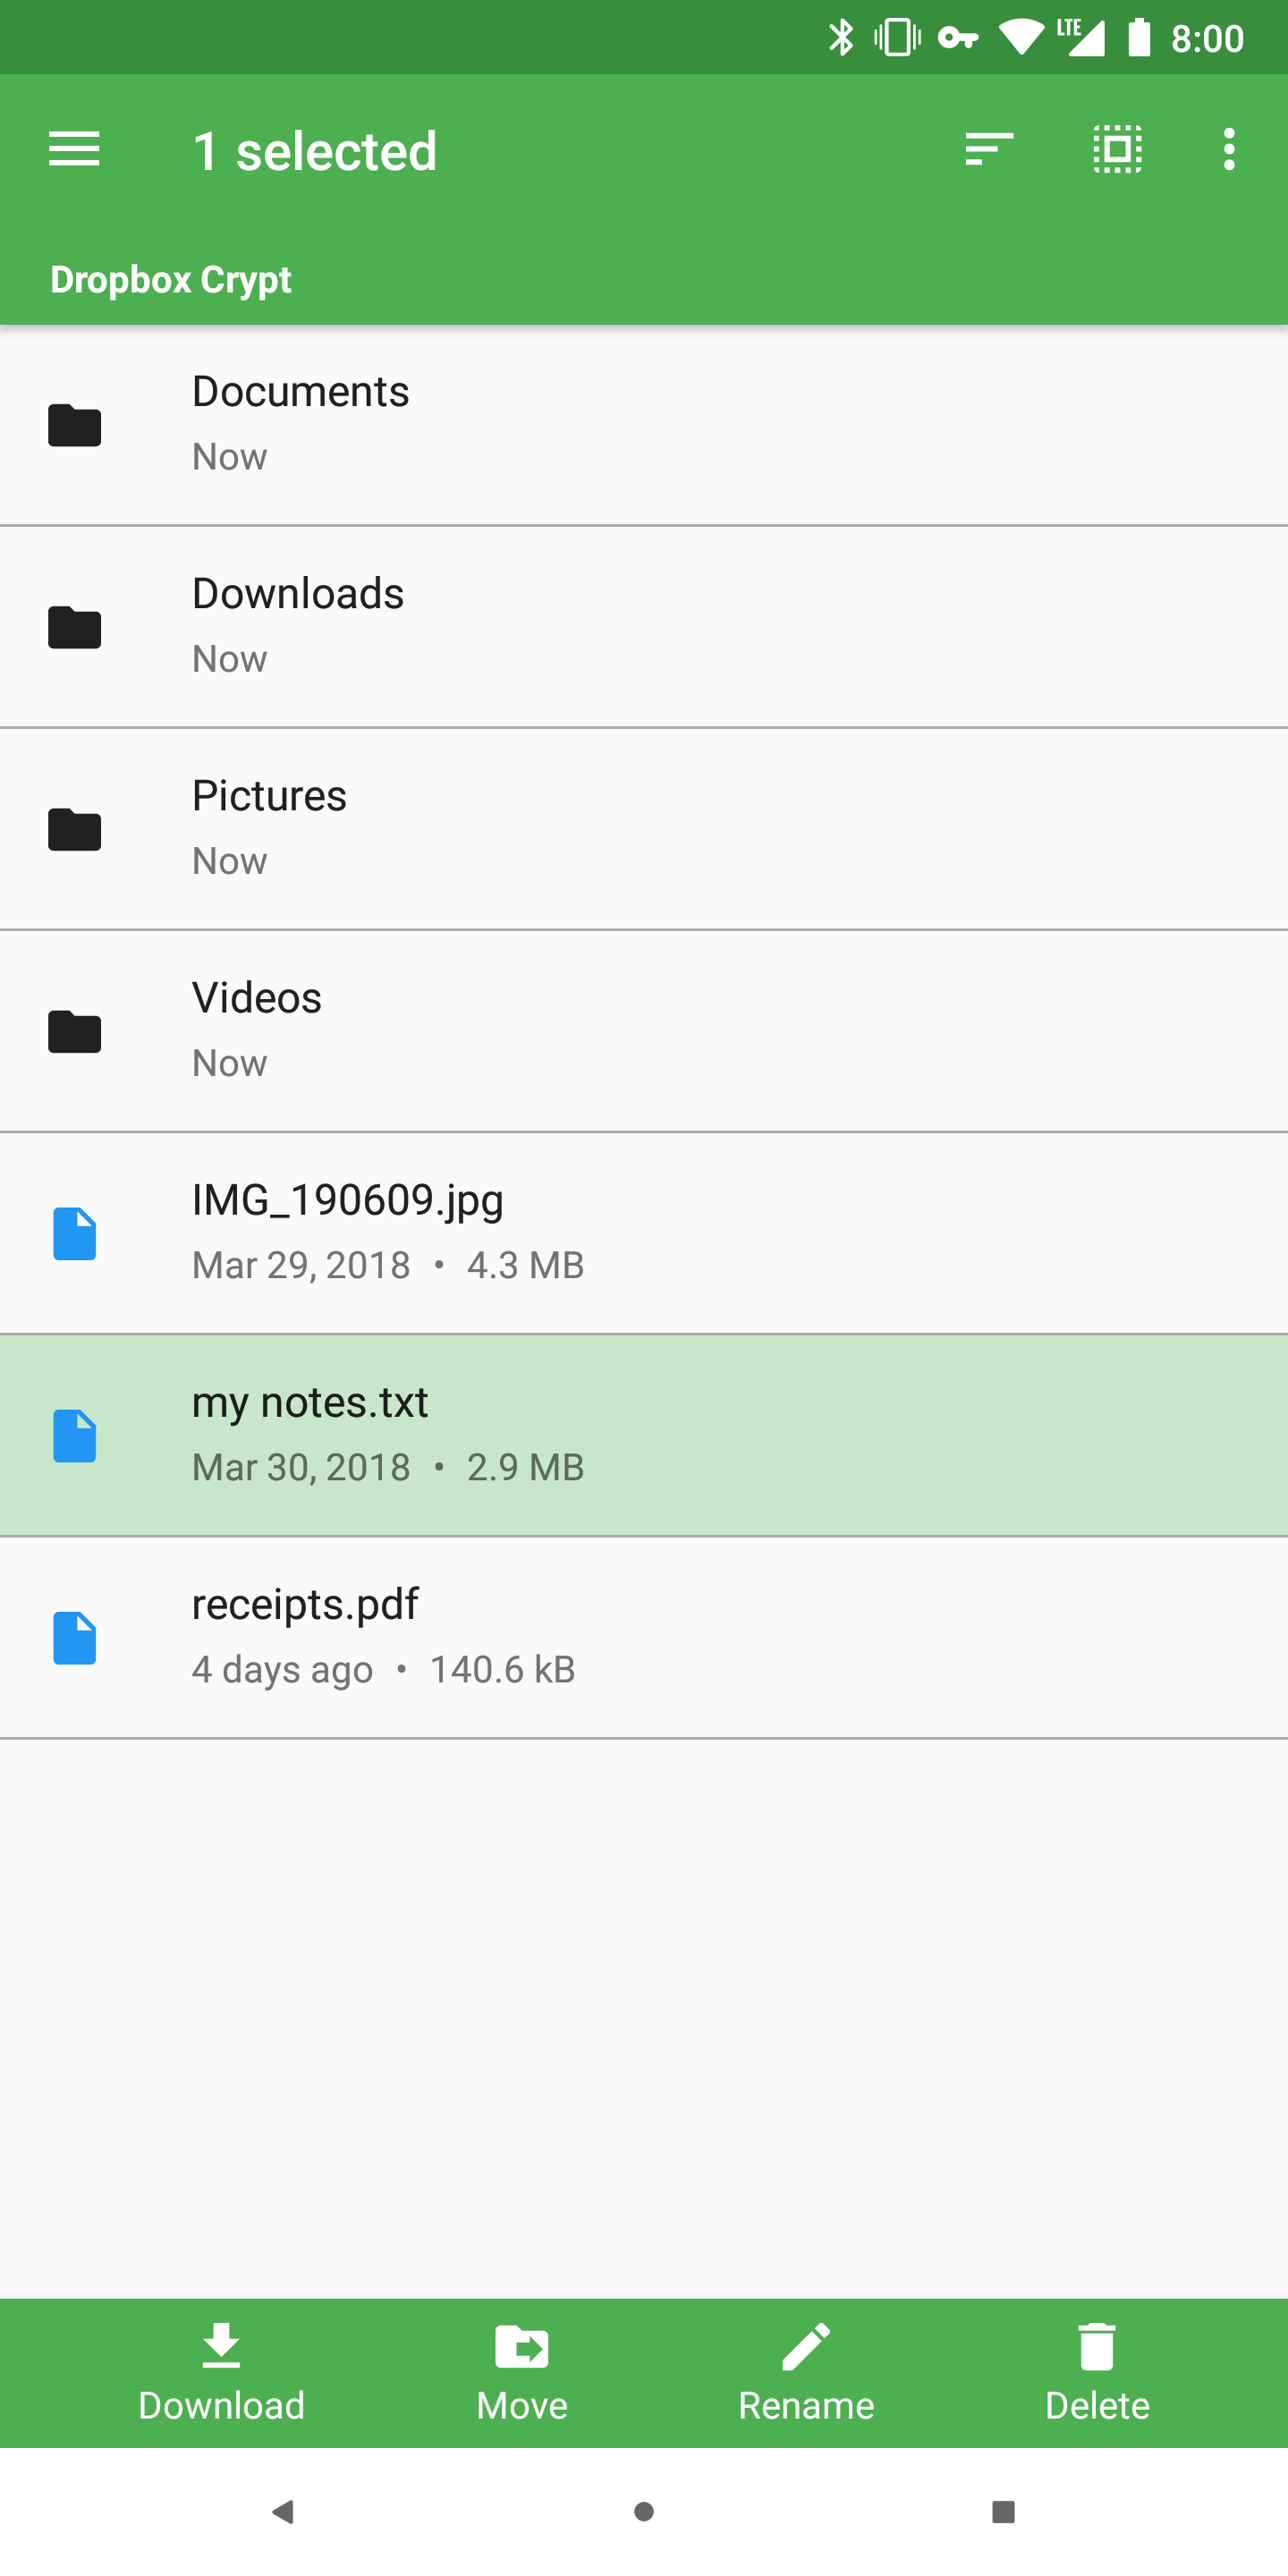 LTE 8:00
1 selected
Dropbox Crypt
Documents
Now
Downloads
Now
Pictures
Now
Videos
Now
IMG_190609.jpg
Mar 29, 2018 • 4.3 MB
my notes.txt
Mar 30, 2018 • 2.9 MB
receipts.pdf
4 days ago • 140.6 kB
Download Move Rename Delete